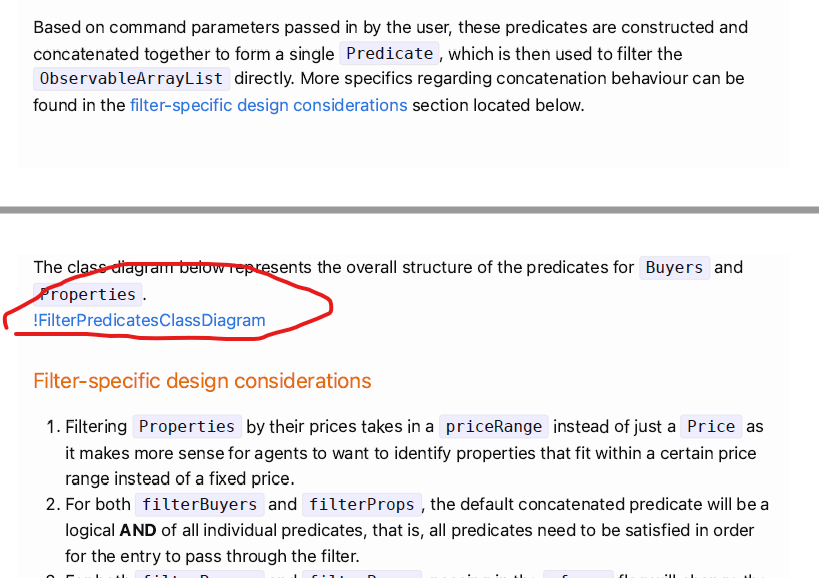 Based on command parameters passed in by the user, these predicates are constructed and
concatenated together to form a single Predicate, which is then used to filter the
ObservableArrayList directly. More specifics regarding concatenation behaviour can be
found in the filter-specific design considerations section located below.
The class diagram below represents the overall structure of the predicates for Buyers and
Properties.
!FilterPredicatesClassDiagram
Filter-specific design considerations
1. Filtering Properties by their prices takes in a priceRange instead of just a Price as
it makes more sense for agents to want to identify properties that fit within a certain price
range instead of a fixed price.
2. For both filterBuyers and filterProps, the default concatenated predicate will be a
logical AND of all individual predicates, that is, all predicates need to be satisfied in order
for the entry to pass through the filter.